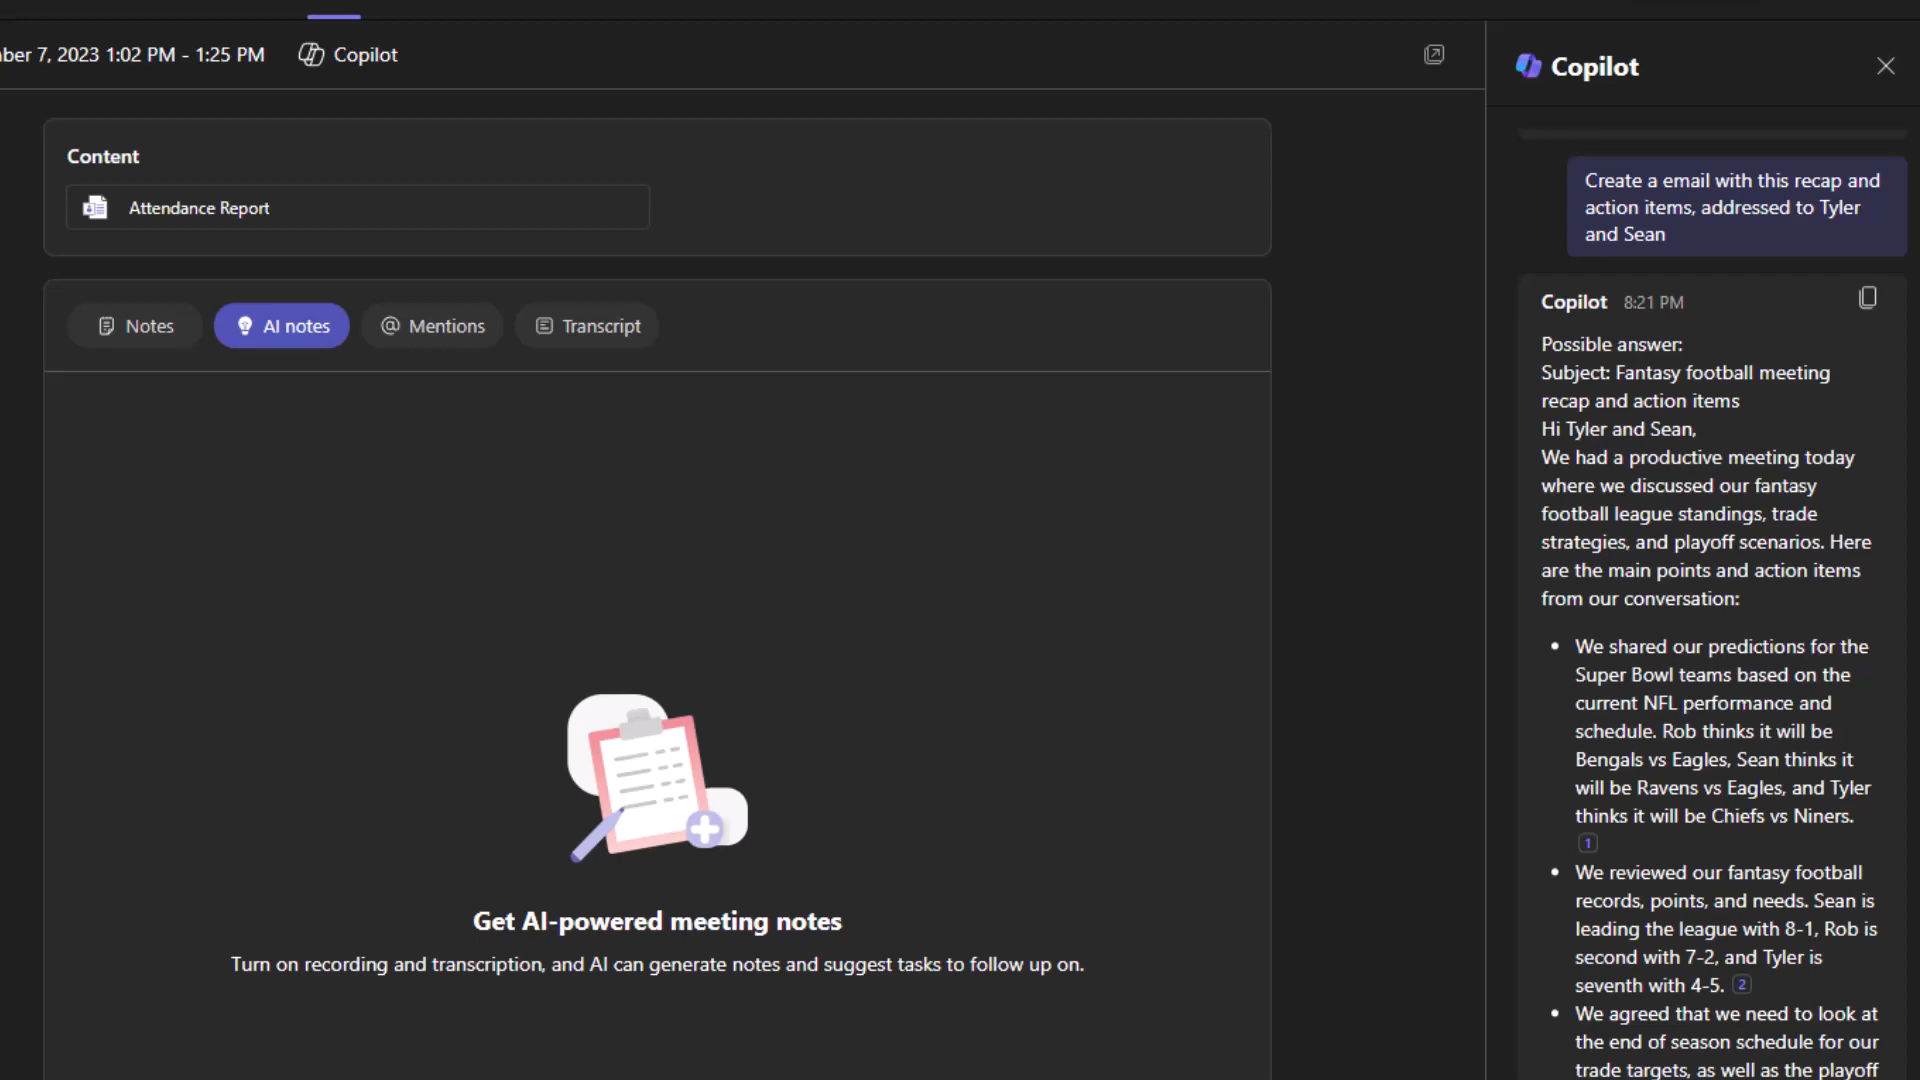 ber 7, 2023 1:02 PM - 1:25 PM
Copilot
Content
Attendance Report
Notes
AI notes
Mentions
Transcript
Get AI-powered meeting notes
Turn on recording and transcription, and AI can generate notes and suggest tasks to follow up on.
Copilot
Create a email with this recap and
action items, addressed to Tyler
and Sean
Copilot 8:21 PM
Possible answer:
Subject: Fantasy football meeting
recap and action items
Hi Tyler and Sean,
We had a productive meeting today
where we discussed our fantasy
football league standings, trade
strategies, and playoff scenarios. Here
are the main points and action items
from our conversation:
• We shared our predictions for the
Super Bowl teams based on the
current NFL performance and
schedule. Rob thinks it will be
Bengals vs Eagles, Sean thinks it
will be Ravens vs Eagles, and Tyler
thinks it will be Chiefs vs Niners.
1
• We reviewed our fantasy football
records, points, and needs. Sean is
leading the league with 8-1, Rob is
second with 7-2, and Tyler is
seventh with 4-5. 2
• We agreed that we need to look at
the end of season schedule for our
trade targets, as well as the playoff